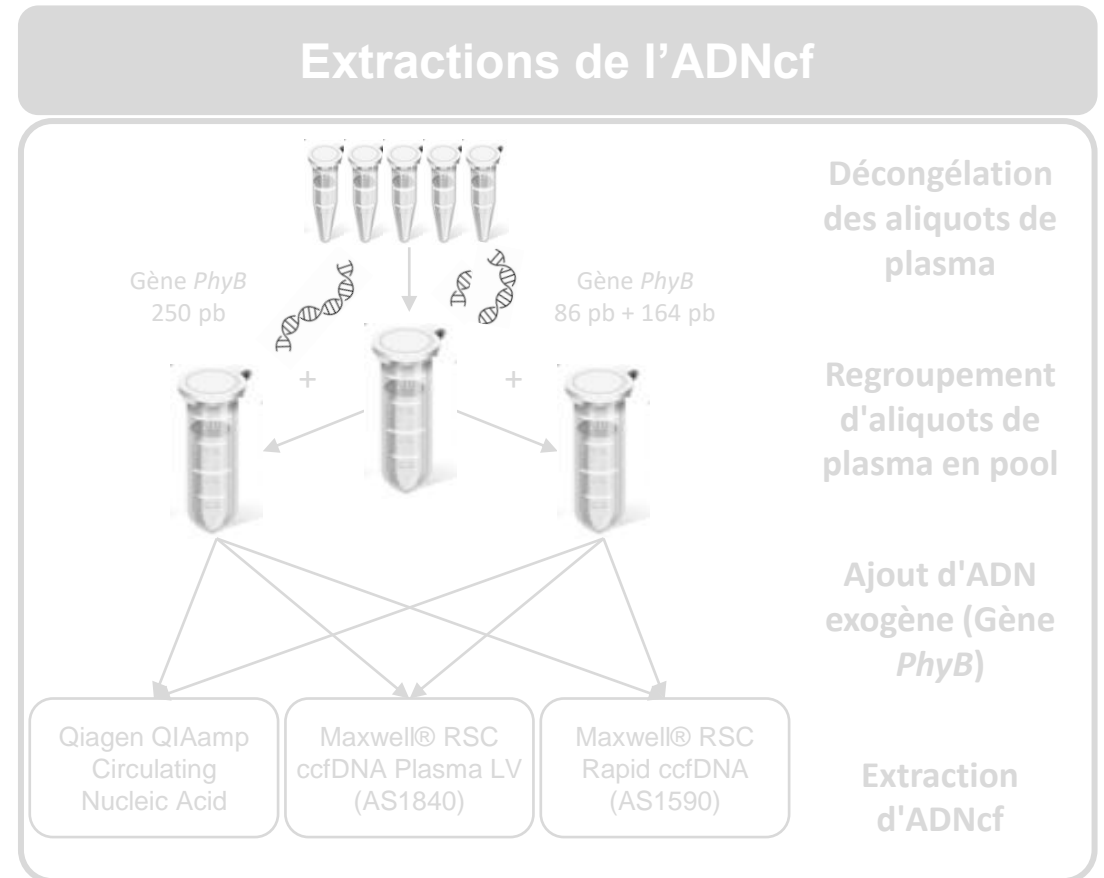 Extractions de l’ADNcf
Décongélation
des aliquots de
plasma
Gène PhyB
250 pb
Gène PhyB
86 pb + 164 pb
+
+
Regroupement
d'aliquots de
plasma en pool
Ajout d'ADN
exogène (Gène
PhyB)
Qiagen QIAamp
Circulating
Nucleic Acid
Maxwell® RSC
ccfDNA Plasma LV
(AS1840)
Maxwell® RSC
Rapid ccfDNA
(AS1590)
Extraction
d'ADNcf